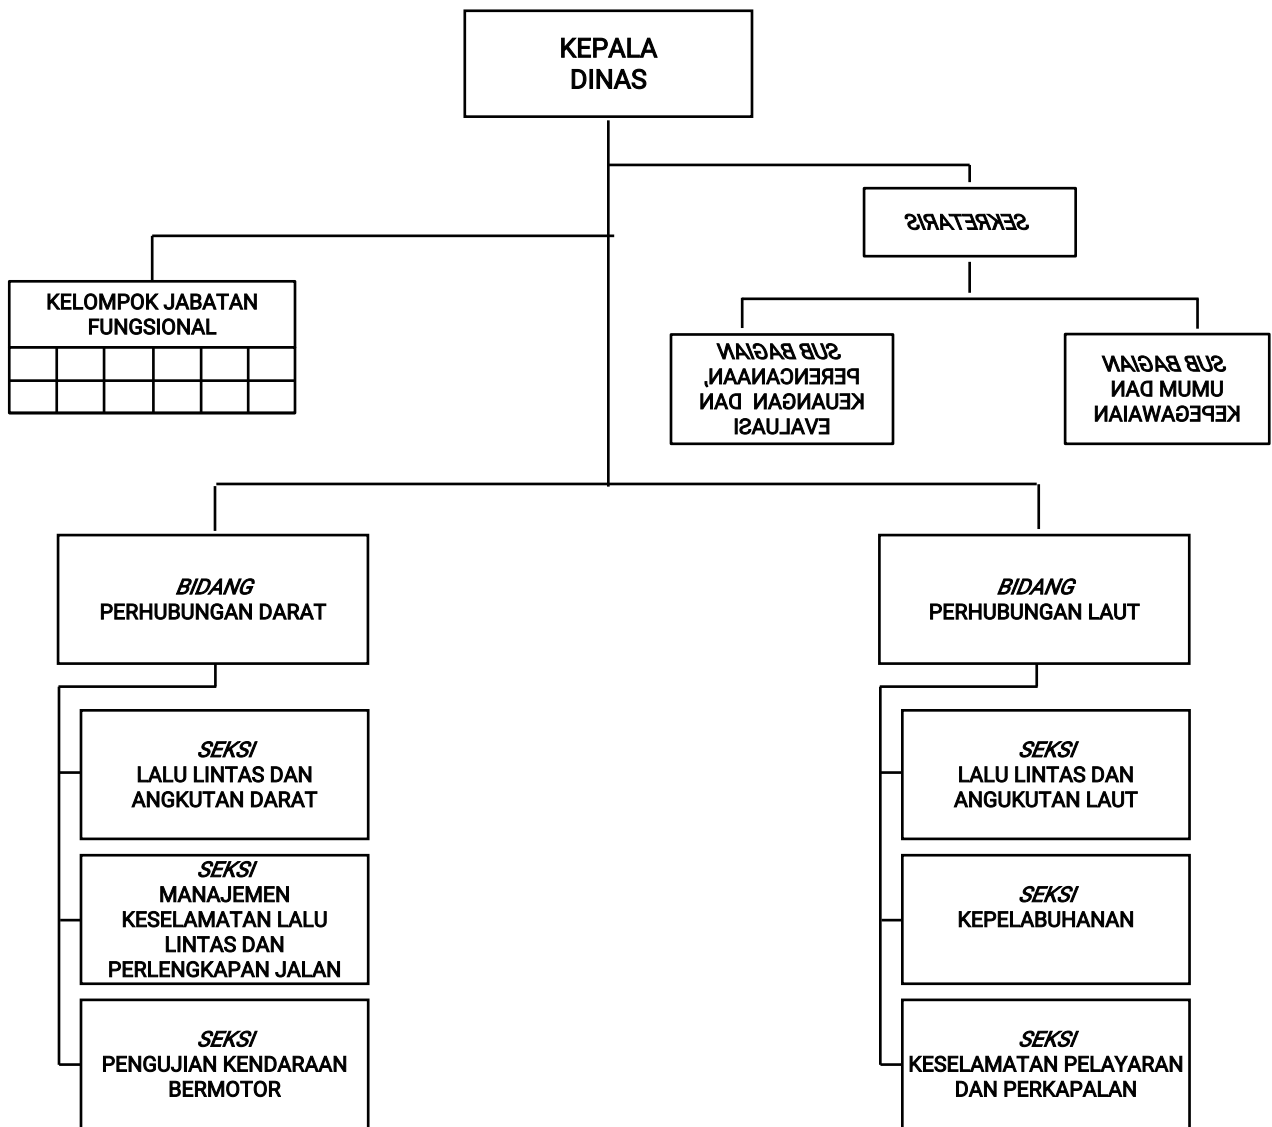 KEPALA
DINAS
SEKRETARIS
KELOMPOK JABATAN
FUNGSIONAL
SUB BAGIAN
PERENCANAAN,
KEUANGAN DAN
EVALUASI
SUB BAGIAN
UMUM DAN
KEPEGAWAIAN
BIDANG
PERHUBUNGAN DARAT
SEKSI
LALU LINTAS DAN
ANGKUTAN DARAT
SEKSI
MANAJEMEN
KESELAMATAN LALU
LINTAS DAN
PERLENGKAPAN JALAN
SEKSI
PENGUJIAN KENDARAAN
BERMOTOR
BIDANG
PERHUBUNGAN LAUT
SEKSI
LALU LINTAS DAN
ANGUKUTAN LAUT
SEKSI
KEPELABUHANAN
SEKSI
KESELAMATAN PELAYARAN
DAN PERKAPALAN